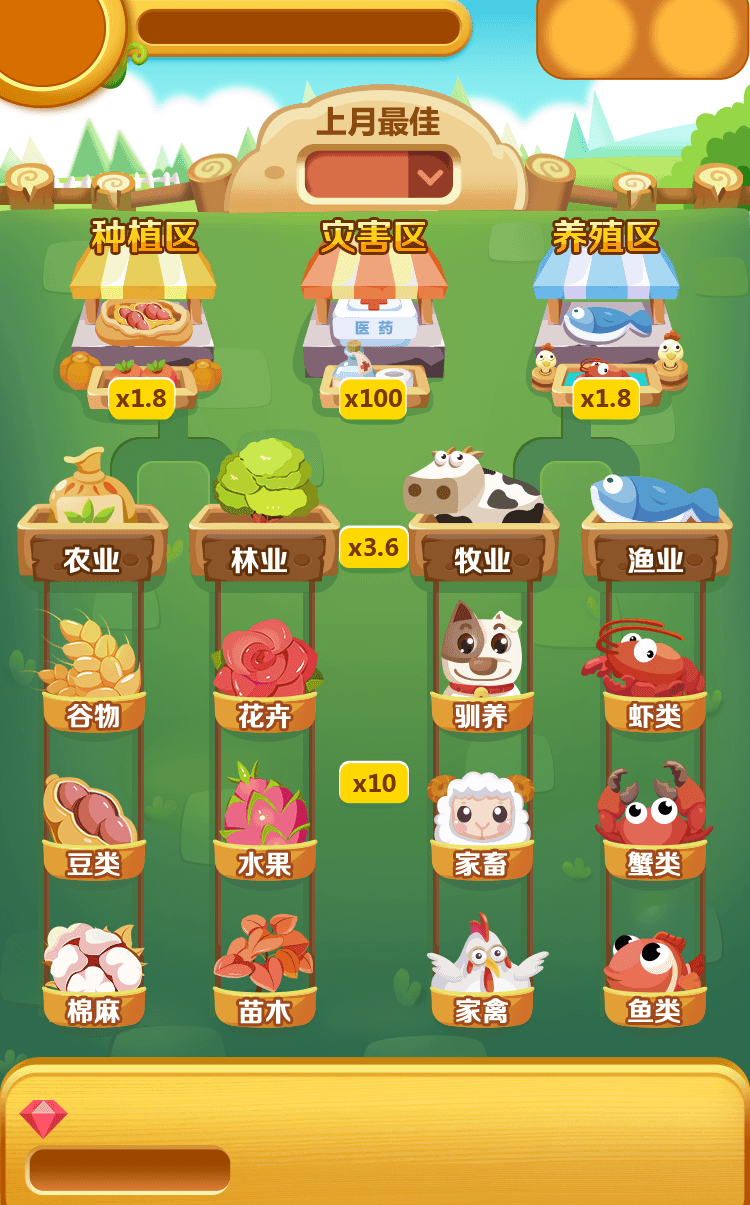 上月最佳
种植区 灾害区 养殖区
医药
x1.8 x100 x1.8
x3.6
农业 林业 牧业 渔业
谷物 花卉 驯养 虾类
x10
豆类 水果 家畜 蟹类
棉麻 苗木 家禽 鱼类